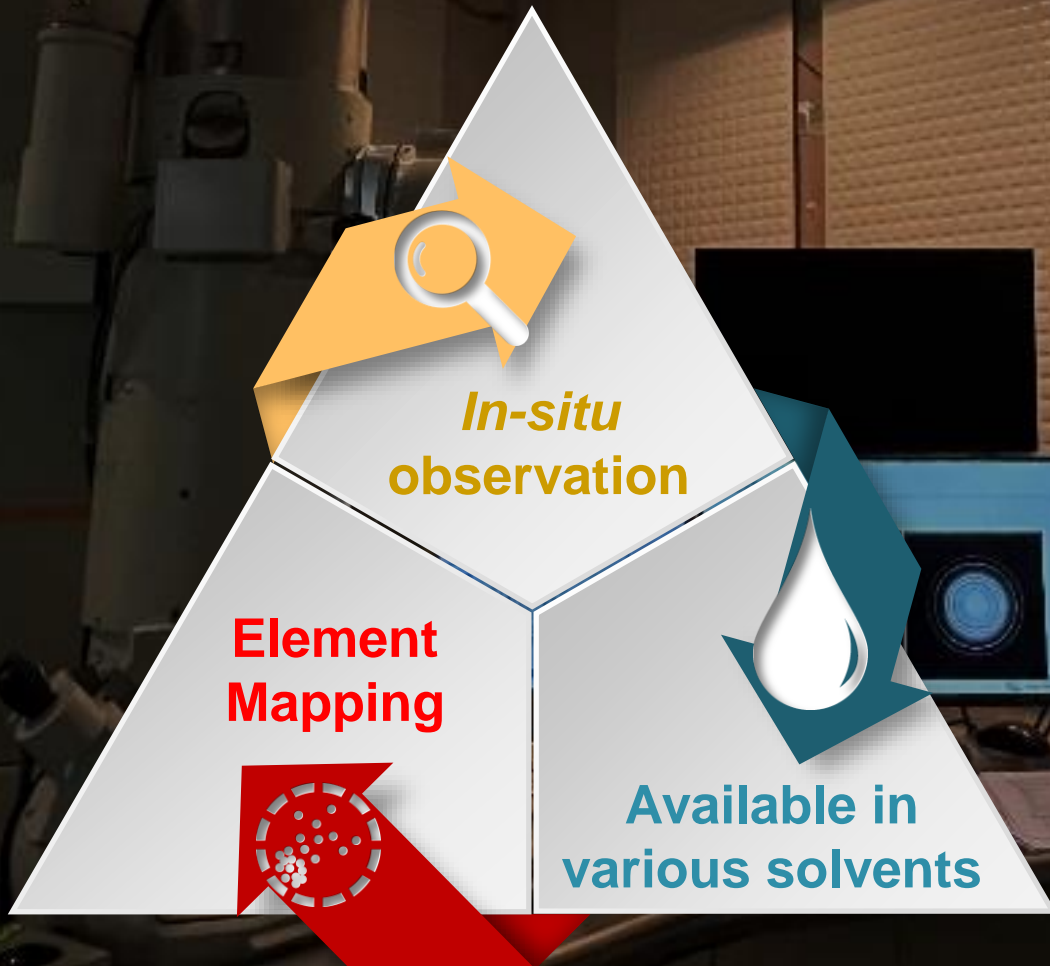 In-situ
observation
Element
Mapping
Available in
various solvents